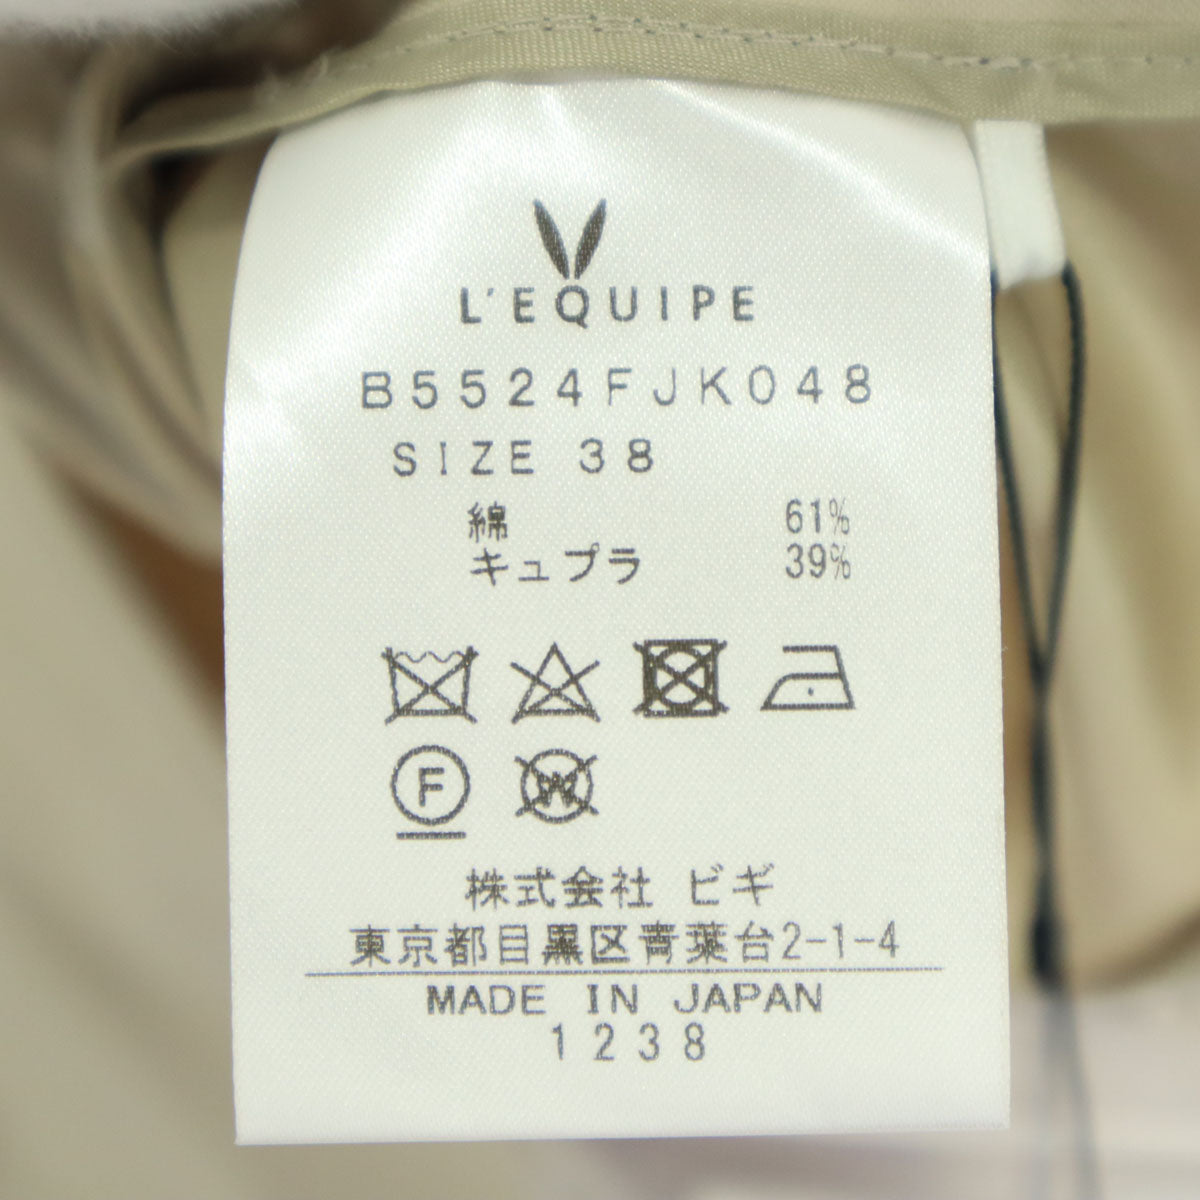 L'EQUIPE
B5524FJK048
SIZE 38
綿 61%
キュプラ 39%
F
W
株式会社 ビギ
東京都目黒区青葉台2-1-4
MADE IN JAPAN
1238